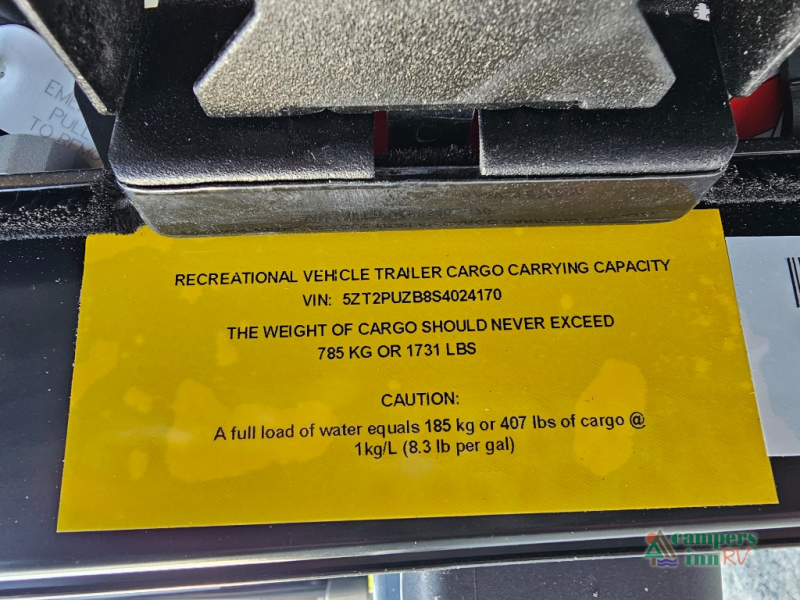 RECREATIONAL VEHICLE TRAILER CARGO CARRYING CAPACITY
VIN: 5ZT2PUZB8S4024170
THE WEIGHT OF CARGO SHOULD NEVER EXCEED
785 KG OR 1731 LBS
CAUTION:
A full load of water equals 185 kg or 407 lbs of cargo @
1kg/L (8.3 lb per gal)
campers
inn RV